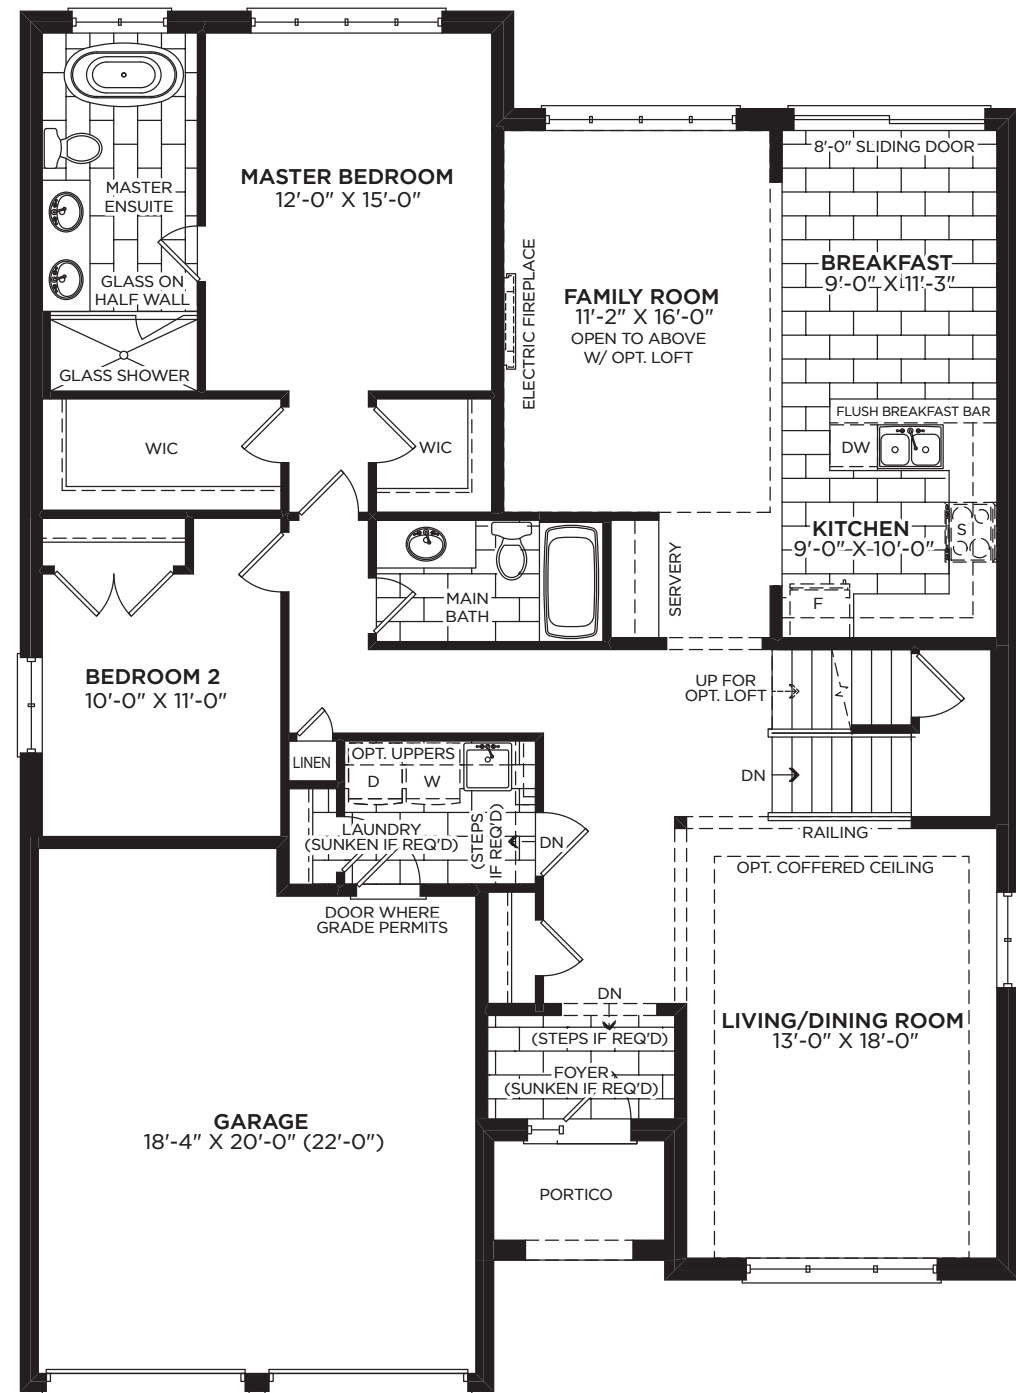 8'-0" SLIDING DOOR
MASTER BEDROOM
12'-0" X 15'-0"
MASTER
ENSUITE
GLASS ON
HALF WALL
GLASS SHOWER
ELECTRIC FIREPLACE
FAMILY ROOM
11'-2" X 16'-0"
OPEN TO ABOVE
W/ OPT. LOFT
BREAKFAST
9'-0" X 11'-3"
FLUSH BREAKFAST BAR
DW
WIC
WIC
KITCHEN
9'-0" X 10'-0"
S
F
SERVERY
MAIN
BATH
BEDROOM 2
10'-0" X 11'-0"
UP FOR
OPT. LOFT
DN
RAILING
LINEN
OPT. UPPERS
D
W
LAUNDRY
(SUNKEN IF REQ'D)
(STEPS
IF REQ'D)
DN
DOOR WHERE
GRADE PERMITS
OPT. COFFERED CEILING
LIVING/DINING ROOM
13'-0" X 18'-0"
DN
(STEPS IF REQ'D)
FOYER
(SUNKEN IF REQ'D)
GARAGE
18'-4" X 20'-0" (22'-0")
PORTICO